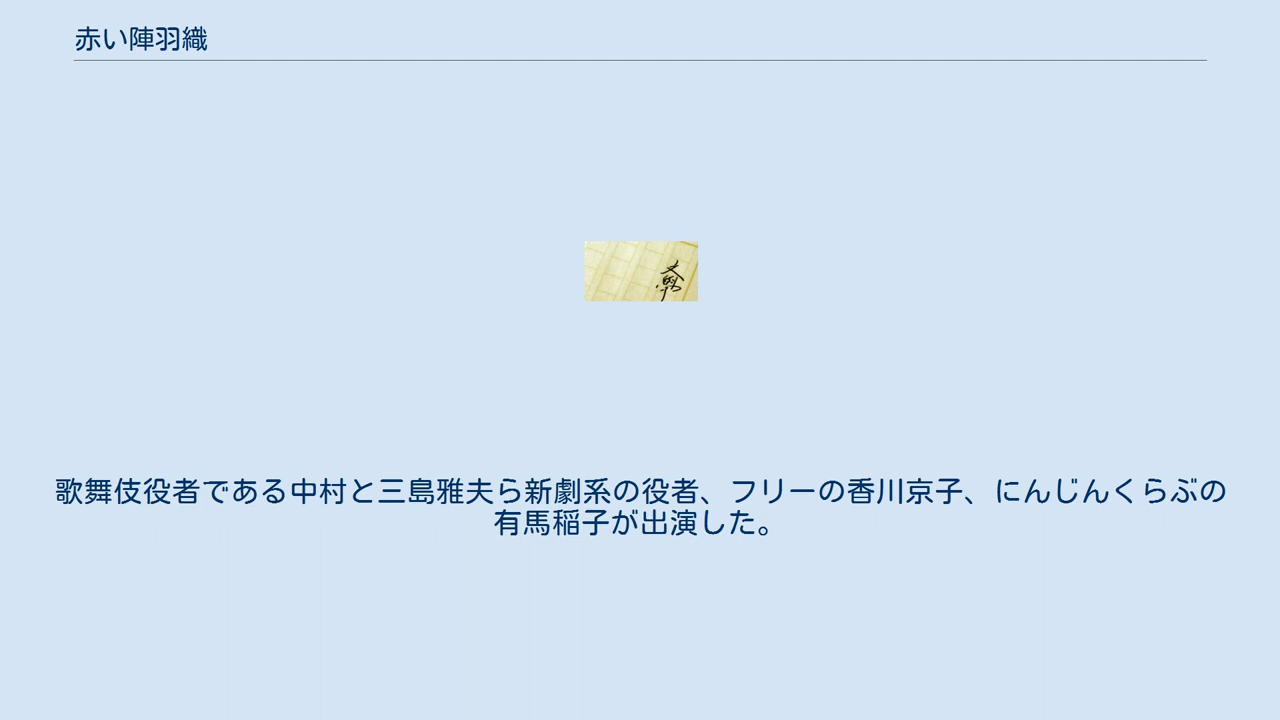 赤い陣羽織
歌舞伎役者である中村と三島雅夫ら新劇系の役者、フリーの香川京子、にんじんくらぶの
有馬稲子が出演した。